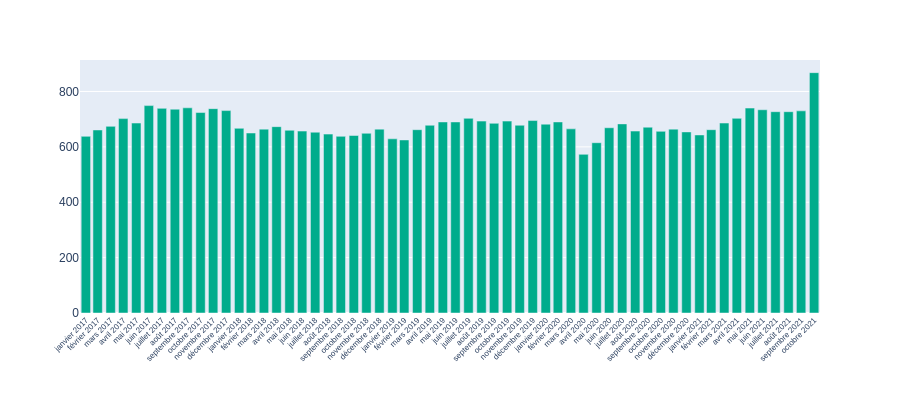 800
600
400
200
0
janvier 2017
février 2017
mars 2017
avril 2017
mai 2017
juin 2017
juillet 2017
août 2017
septembre 2017
octobre 2017
novembre 2017
décembre 2017
janvier 2018
février 2018
mars 2018
avril 2018
mai 2018
juin 2018
juillet 2018
août 2018
septembre 2018
octobre 2018
novembre 2018
décembre 2018
janvier 2019
février 2019
mars 2019
avril 2019
mai 2019
juin 2019
juillet 2019
août 2019
septembre 2019
octobre 2019
novembre 2019
décembre 2019
janvier 2020
février 2020
mars 2020
avril 2020
mai 2020
juin 2020
juillet 2020
août 2020
septembre 2020
octobre 2020
novembre 2020
décembre 2020
janvier 2021
février 2021
mars 2021
avril 2021
mai 2021
juin 2021
juillet 2021
août 2021
septembre 2021
octobre 2021